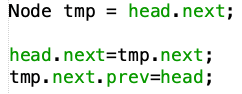 Node tmp = head.next;
head.next=tmp.next;
tmp.next.prev=head;